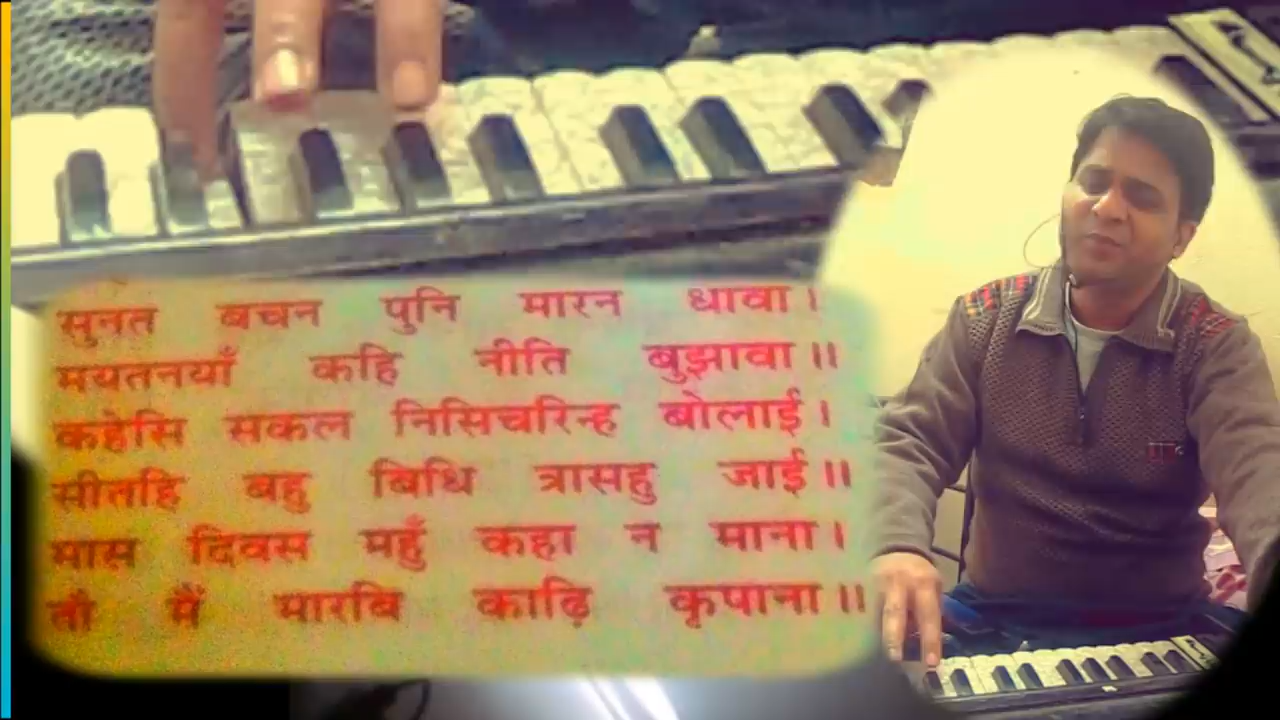 सुनत बचन पुनि मारन धावा।
मयतनयाँ कहि नीति बुझावा॥
कहेसि सकल निसिचरिन्ह बोलाई।
सीतहि बहु बिधि त्रासहु जाई॥
मास दिवस महुँ कहा न माना।
तौ मैं मारबि काढ़ि कृपाना॥